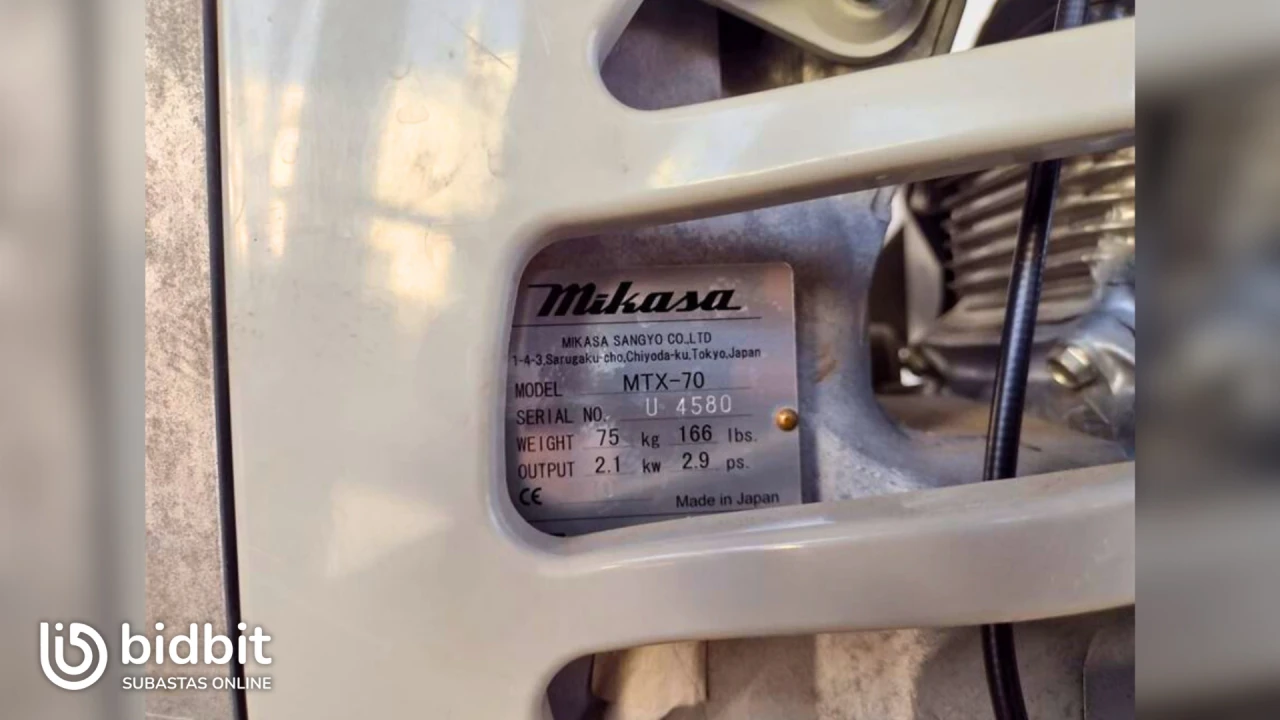 Mikasa
MIKASA SANGYO CO.,LTD
1-4-3,Sarugaku-cho,Chiyoda-ku,Tokyo,Japan
MODEL MTX-70
SERIAL NO. U 4580
WEIGHT 75 kg 166 lbs.
OUTPUT 2.1 kw 2.9 ps.
CE Made in Japan
bidbit
SUBASTAS ONLINE